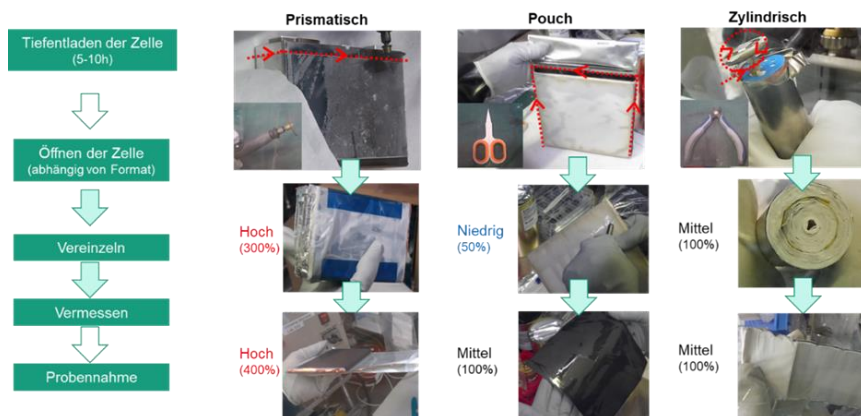 Prismatisch
Pouch
Zylindrisch
Tiefentladen der Zelle
(5-10h)
Öffnen der Zelle
(abhängig von Format)
Vereinzeln
Hoch
(300%)
Niedrig
(50%)
Mittel
(100%)
Vermessen
Probennahme
Hoch
(400%)
Mittel
(100%)
Mittel
(100%)